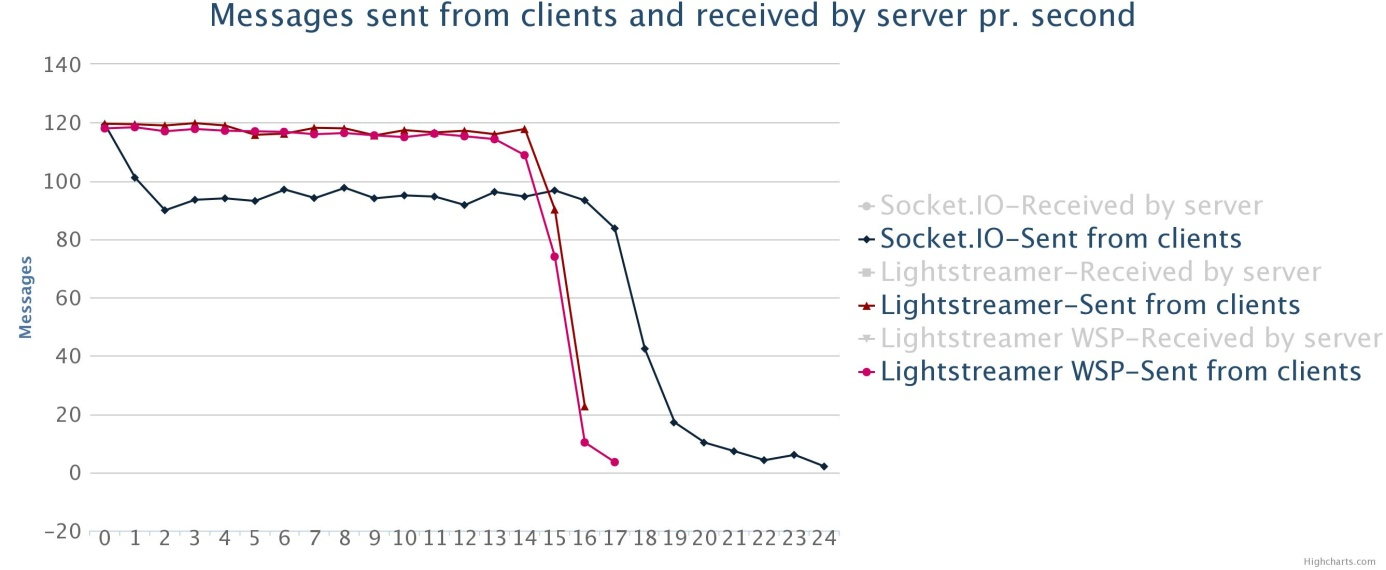 Messages sent from clients and received by server pr. second
140
120
100
80
60
40
20
0
−20
Messages
0 1 2 3 4 5 6 7 8 9 10 11 12 13 14 15 16 17 18 19 20 21 22 23 24
Socket.IO–Received by server
Socket.IO–Sent from clients
Lightstreamer–Received by server
Lightstreamer–Sent from clients
Lightstreamer WSP–Received by server
Lightstreamer WSP–Sent from clients
Highcharts.com